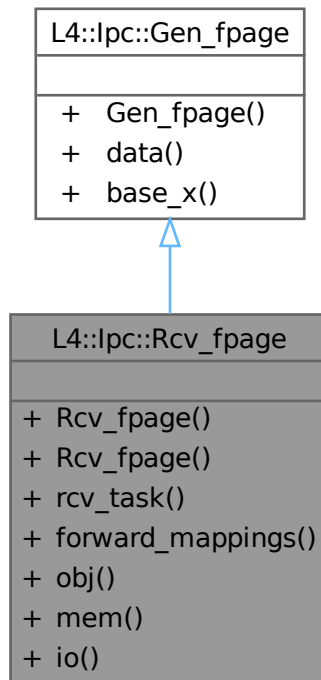 L4::Ipc::Gen_fpage
+ Gen_fpage()
+ data()
+ base_x()
L4::Ipc::Rcv_fpage
+ Rcv_fpage()
+ Rcv_fpage()
+ rcv_task()
+ forward_mappings()
+ obj()
+ mem()
+ io()